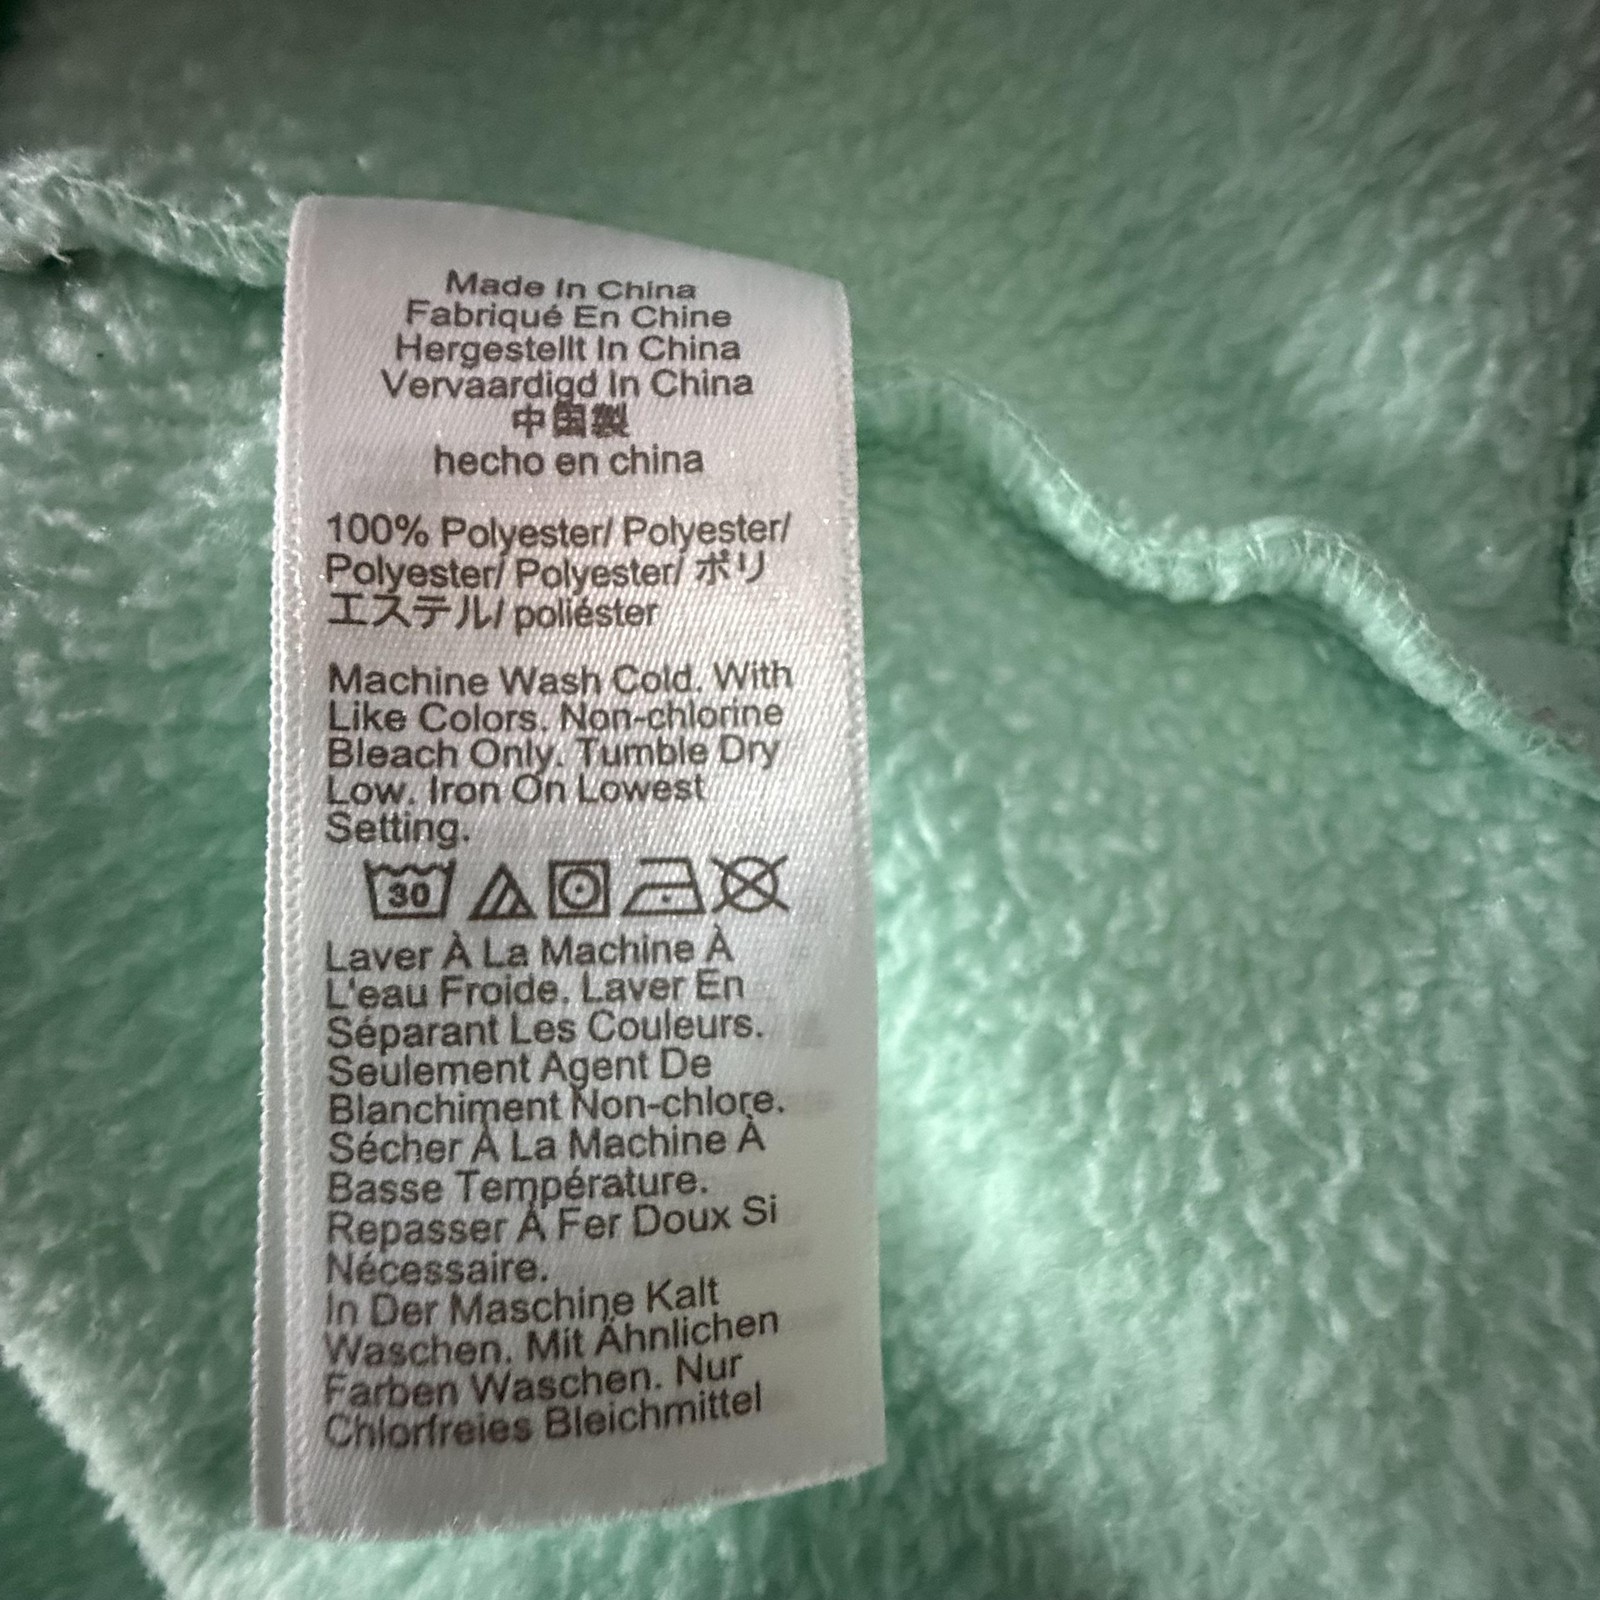 Made In China
Fabriqué En Chine
Hergestellt In China
Vervaardigd In China
中国製
hecho en china
100% Polyester/ Polyester/
Polyester/ Polyester/ ポリ
エステル/ poliéster
Machine Wash Cold. With
Like Colors. Non-chlorine
Bleach Only. Tumble Dry
Low. Iron On Lowest
Setting.
30
Laver À La Machine À
L'eau Froide. Laver En
Séparant Les Couleurs.
Seulement Agent De
Blanchiment Non-chlore.
Sécher À La Machine À
Basse Température.
Repasser À Fer Doux Si
Nécessaire.
In Der Maschine Kalt
Waschen. Mit Ähnlichen
Farben Waschen. Nur
Chlorfreies Bleichmittel